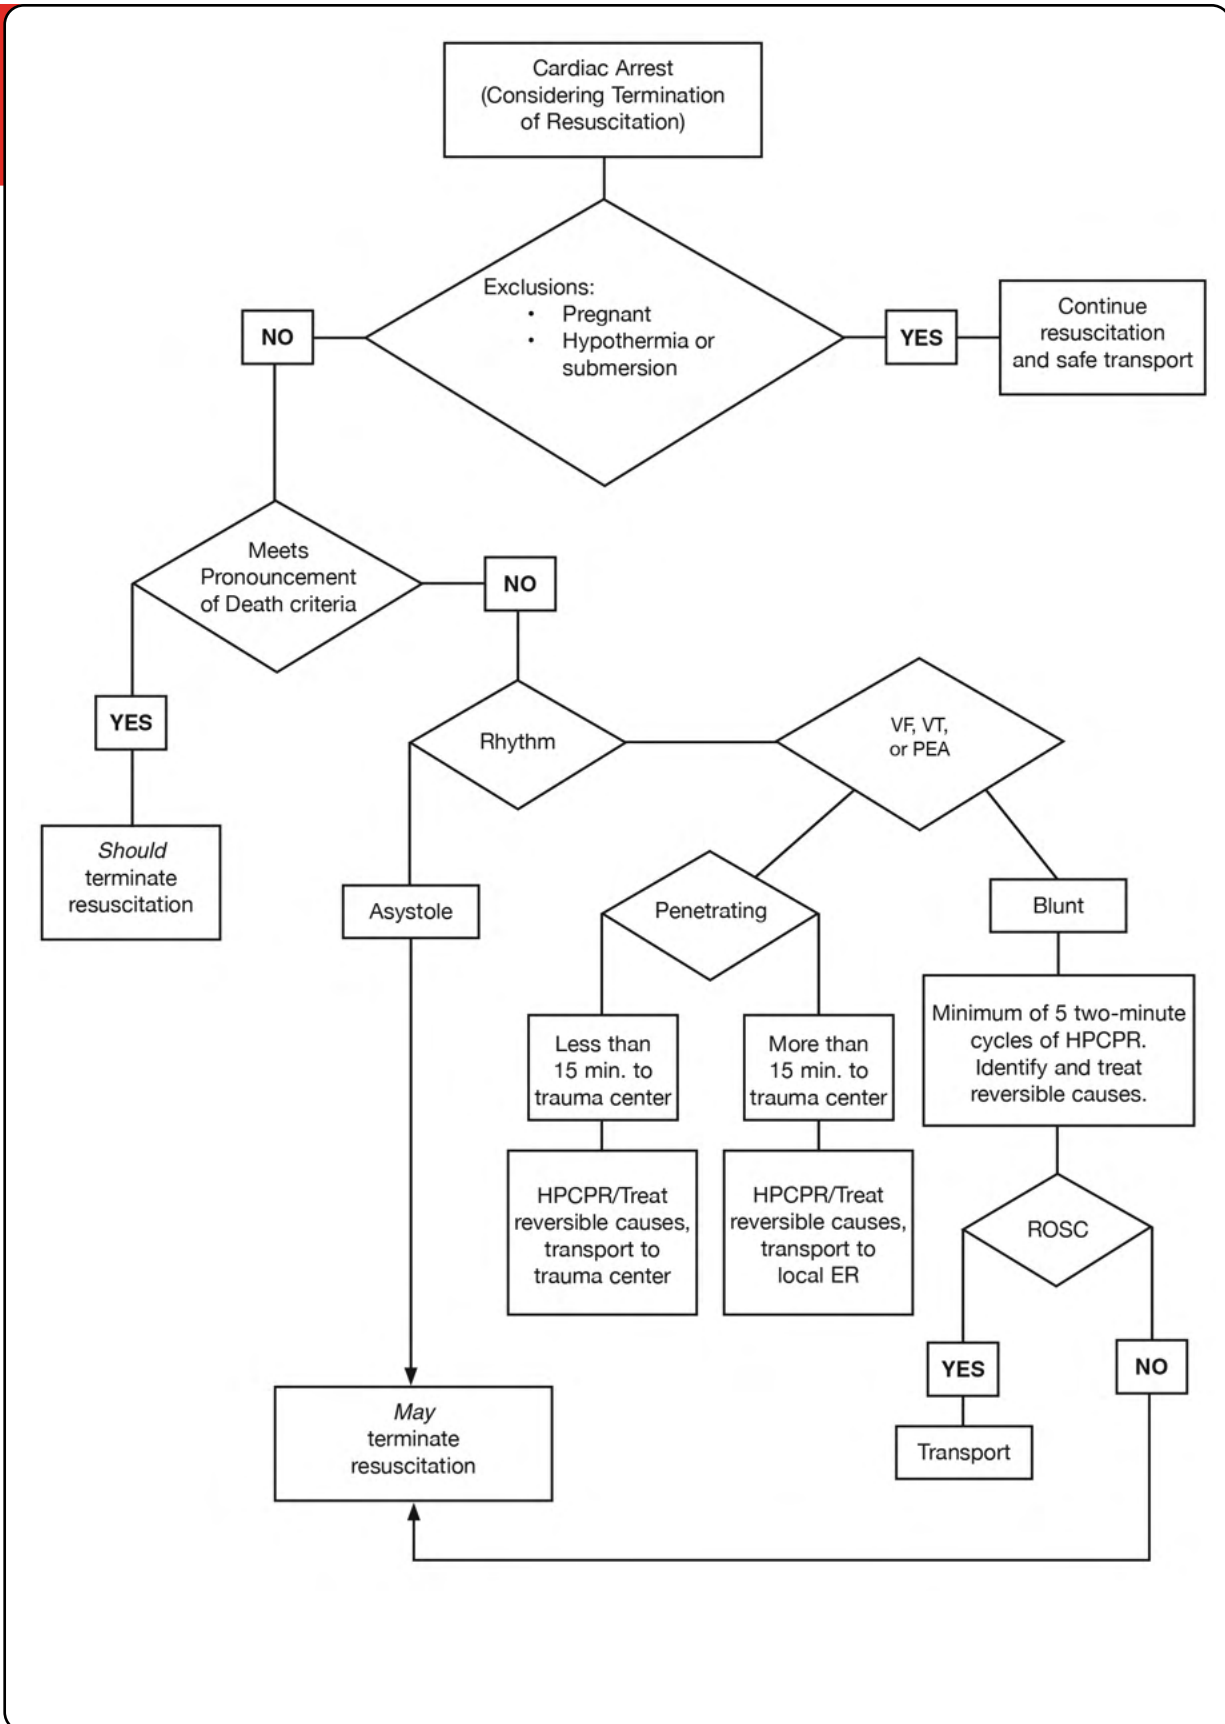 Cardiac Arrest
(Considering Termination
of Resuscitation)
Exclusions:
• Pregnant
• Hypothermia or
submersion
NO
YES
Continue
resuscitation
and safe transport
Meets
Pronouncement
of Death criteria
NO
YES
Should
terminate
resuscitation
Rhythm
VF, VT,
or PEA
Asystole
Penetrating
Blunt
Less than
15 min. to
trauma center
More than
15 min. to
trauma center
Minimum of 5 two-minute
cycles of HPCPR.
Identify and treat
reversible causes.
HPCPR/Treat
reversible causes,
transport to
trauma center
HPCPR/Treat
reversible causes,
transport to
local ER
ROSC
YES
NO
Transport
May
terminate
resuscitation